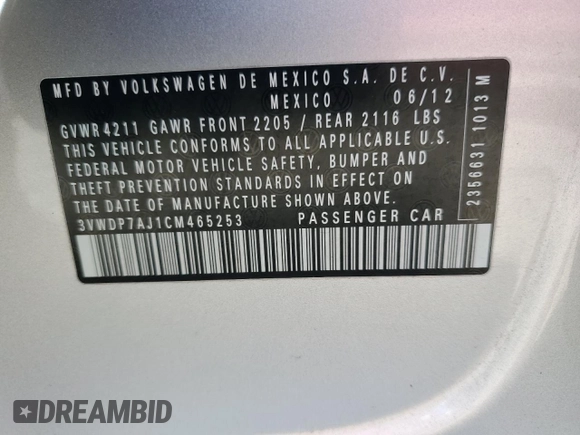 MFD BY VOLKSWAGEN DE MEXICO S.A. DE C.V.
MEXICO 06/12
GVWR 4211 GAWR FRONT 2205 / REAR 2116 LBS
THIS VEHICLE CONFORMS TO ALL APPLICABLE U.S.
FEDERAL MOTOR VEHICLE SAFETY, BUMPER AND
THEFT PREVENTION STANDARDS IN EFFECT ON
THE DATE OF MANUFACTURE SHOWN ABOVE.
3VWDP7AJ1CM465253 PASSENGER CAR
2356631 1013 M
DREAMBID